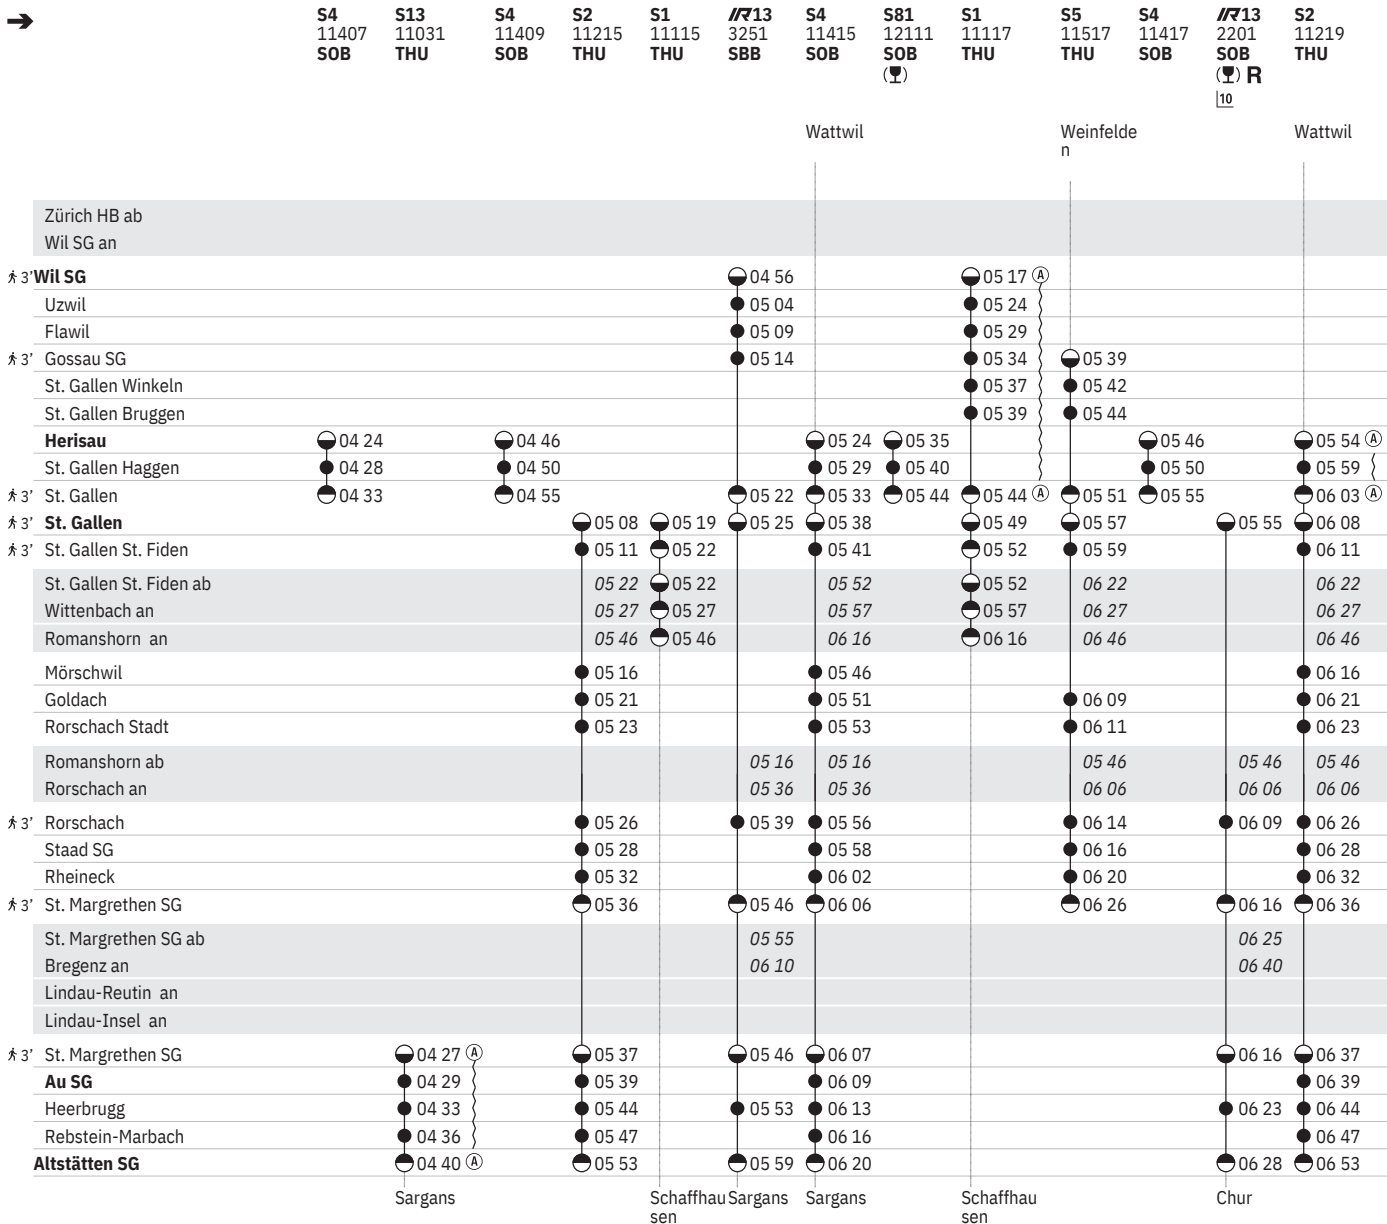 ➔ S4 S13 S4 S2 S1 IR13 S4 S81 S1 S5 S4 IR13 S2
11407 11031 11409 11215 11115 3251 11415 12111 11117 11517 11417 2201 11219
SOB THU SOB THU THU SBB SOB SOB THU THU SOB SOB THU
R
10
Wattwil Weinfelde Wattwil
n
Zürich HB ab
Wil SG an
3' Wil SG 04 56 05 17 A
Uzwil 05 04 05 24
Flawil 05 09 05 29
3' Gossau SG 05 14 05 34 05 39
St. Gallen Winkeln 05 37 05 42
St. Gallen Bruggen 05 39 05 44
Herisau 04 24 04 46 05 24 05 35 05 46 05 54 A
St. Gallen Haggen 04 28 04 50 05 29 05 40 05 50 05 59
3' St. Gallen 04 33 04 55 05 22 05 33 05 44 05 44 A 05 51 05 55 06 03 A
3' St. Gallen 05 08 05 19 05 25 05 38 05 49 05 57 05 55 06 08
3' St. Gallen St. Fiden 05 11 05 22 05 41 05 52 05 59 06 11
St. Gallen St. Fiden ab 05 22 05 22 05 52 05 52 06 22 06 22
Wittenbach an 05 27 05 27 05 57 05 57 06 27 06 27
Romanshorn an 05 46 05 46 06 16 06 16 06 46 06 46
Mörschwil 05 16 05 46 06 16
Goldach 05 21 05 51 06 09 06 21
Rorschach Stadt 05 23 05 53 06 11 06 23
Romanshorn ab 05 16 05 16 05 46 05 46 05 46
Rorschach an 05 36 05 36 06 06 06 06 06 06
3' Rorschach 05 26 05 39 05 56 06 14 06 09 06 26
Staad SG 05 28 05 58 06 16 06 28
Rheineck 05 32 06 02 06 20 06 32
3' St. Margrethen SG 05 36 05 46 06 06 06 26 06 16 06 36
St. Margrethen SG ab 05 55 06 25
Bregenz an 06 10 06 40
Lindau-Reutin an
Lindau-Insel an
3' St. Margrethen SG 04 27 A 05 37 05 46 06 07 06 16 06 37
Au SG 04 29 05 39 06 09 06 39
Heerbrugg 04 33 05 44 05 53 06 13 06 23 06 44
Rebstein-Marbach 04 36 05 47 06 16 06 47
Altstätten SG 04 40 A 05 53 05 59 06 20 06 28 06 53
Sargans Schaffhau Sargans Sargans Schaffhau Chur
sen sen